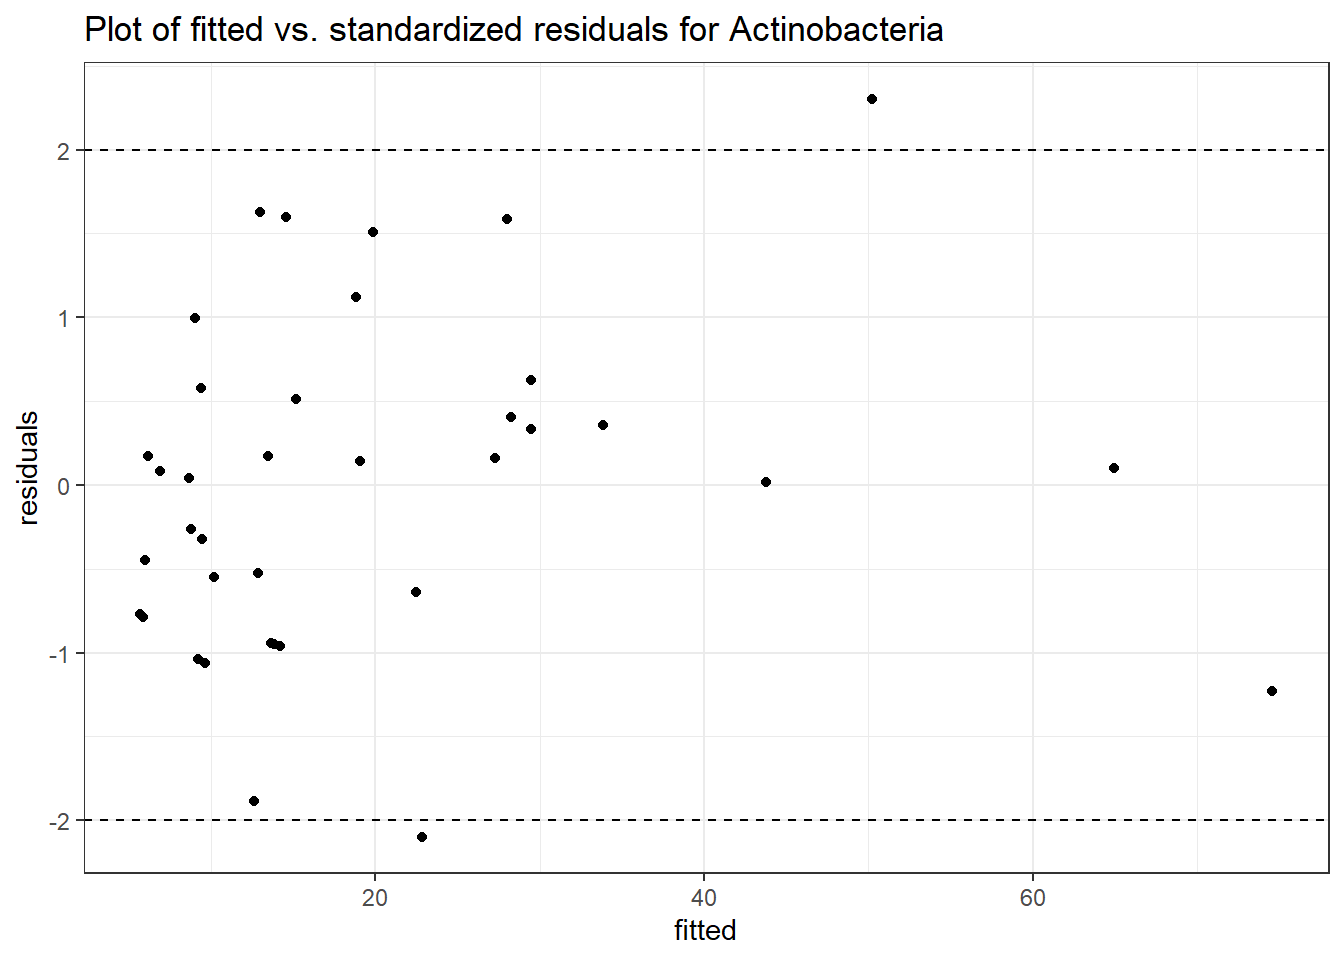 Plot of fitted vs. standardized residuals for Actinobacteria
2
1
0
-1
-2
residuals
20 40 60
fitted